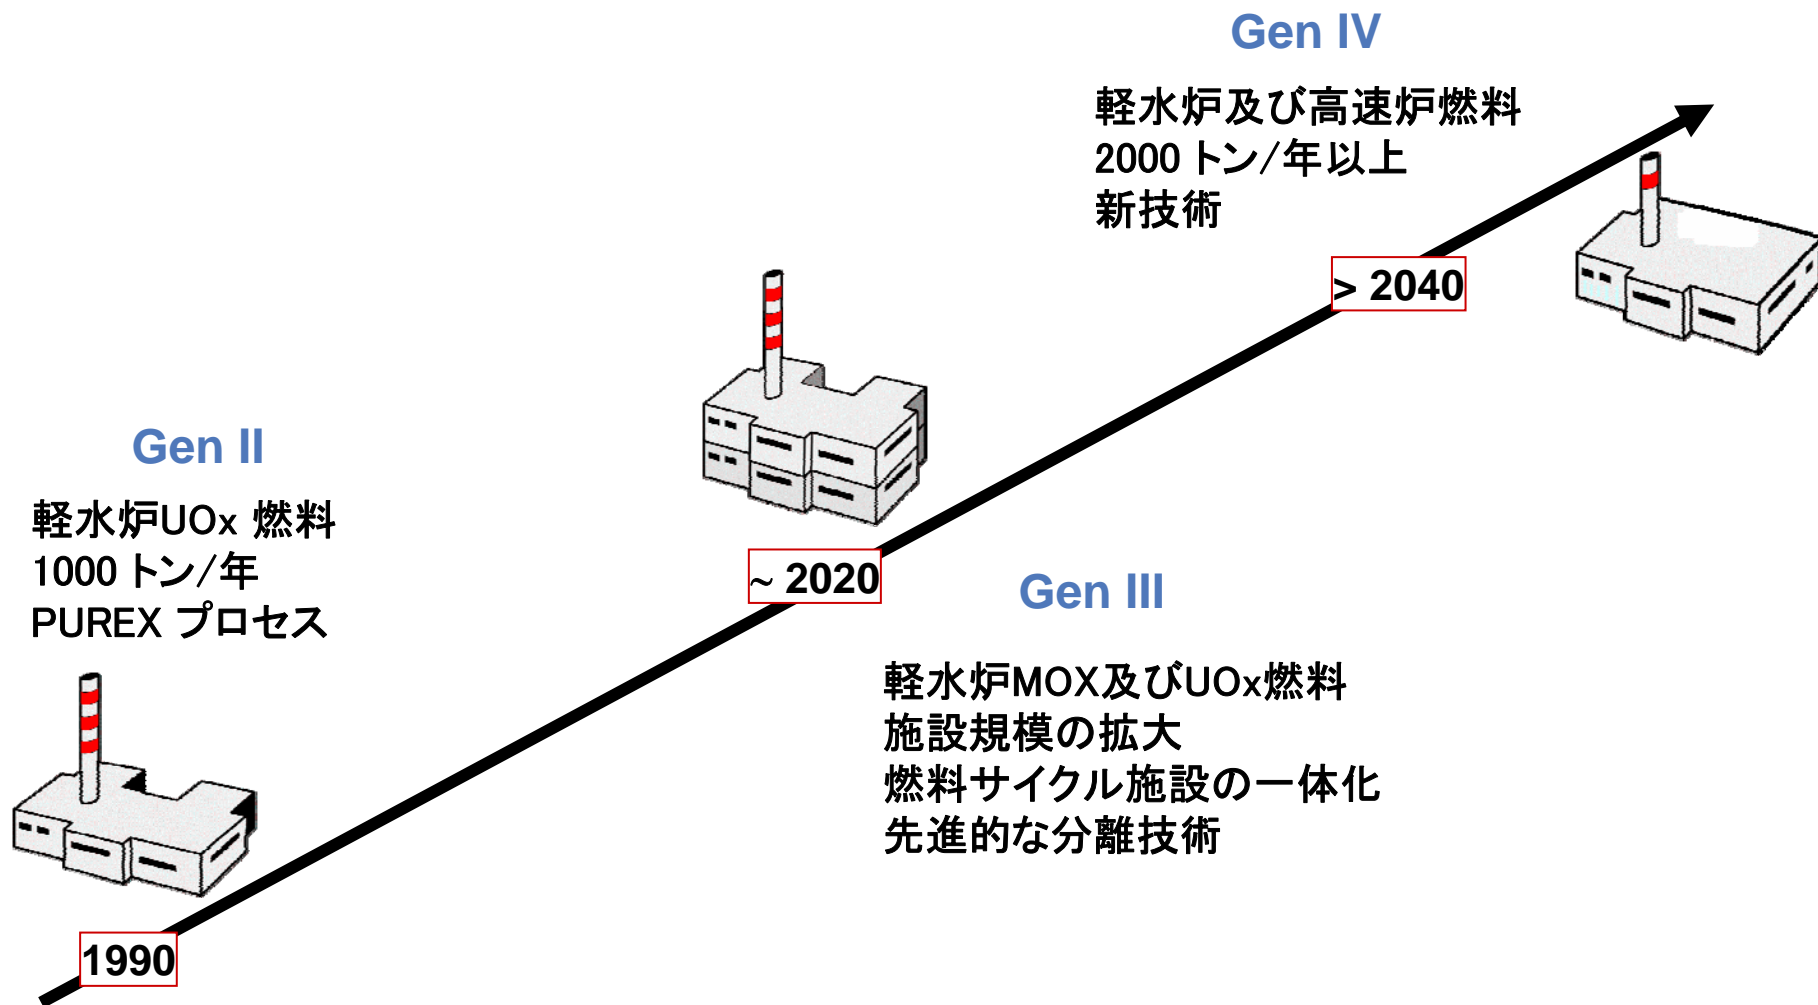 Gen IV
軽水炉及び高速炉燃料
2000 トン/年以上
新技術
> 2040
Gen II
軽水炉UOx 燃料
1000 トン/年
PUREX プロセス
~ 2020
Gen III
軽水炉MOX及びUOx燃料
施設規模の拡大
燃料サイクル施設の一体化
先進的な分離技術
1990